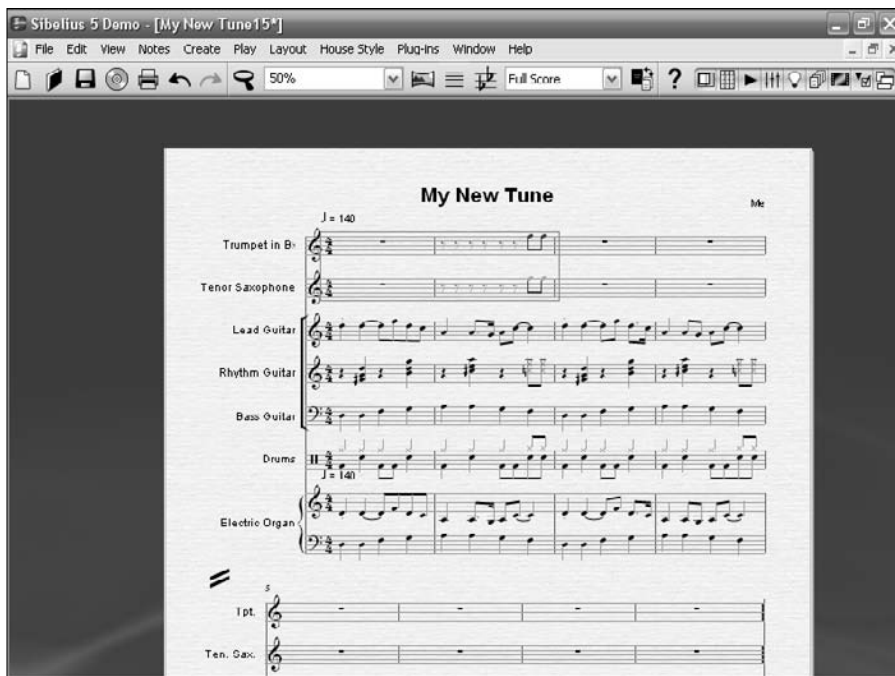 Sibelius 5 Demo - [My New Tune15*]
File Edit View Notes Create Play Layout House Style Plug-ins Window Help
50% Full Score
My New Tune
Me
♩ = 140
Trumpet in B♭
Tenor Saxophone
Lead Guitar
Rhythm Guitar
Bass Guitar
Drums
♩ = 140
Electric Organ
5
Tpt.
Ten. Sax.